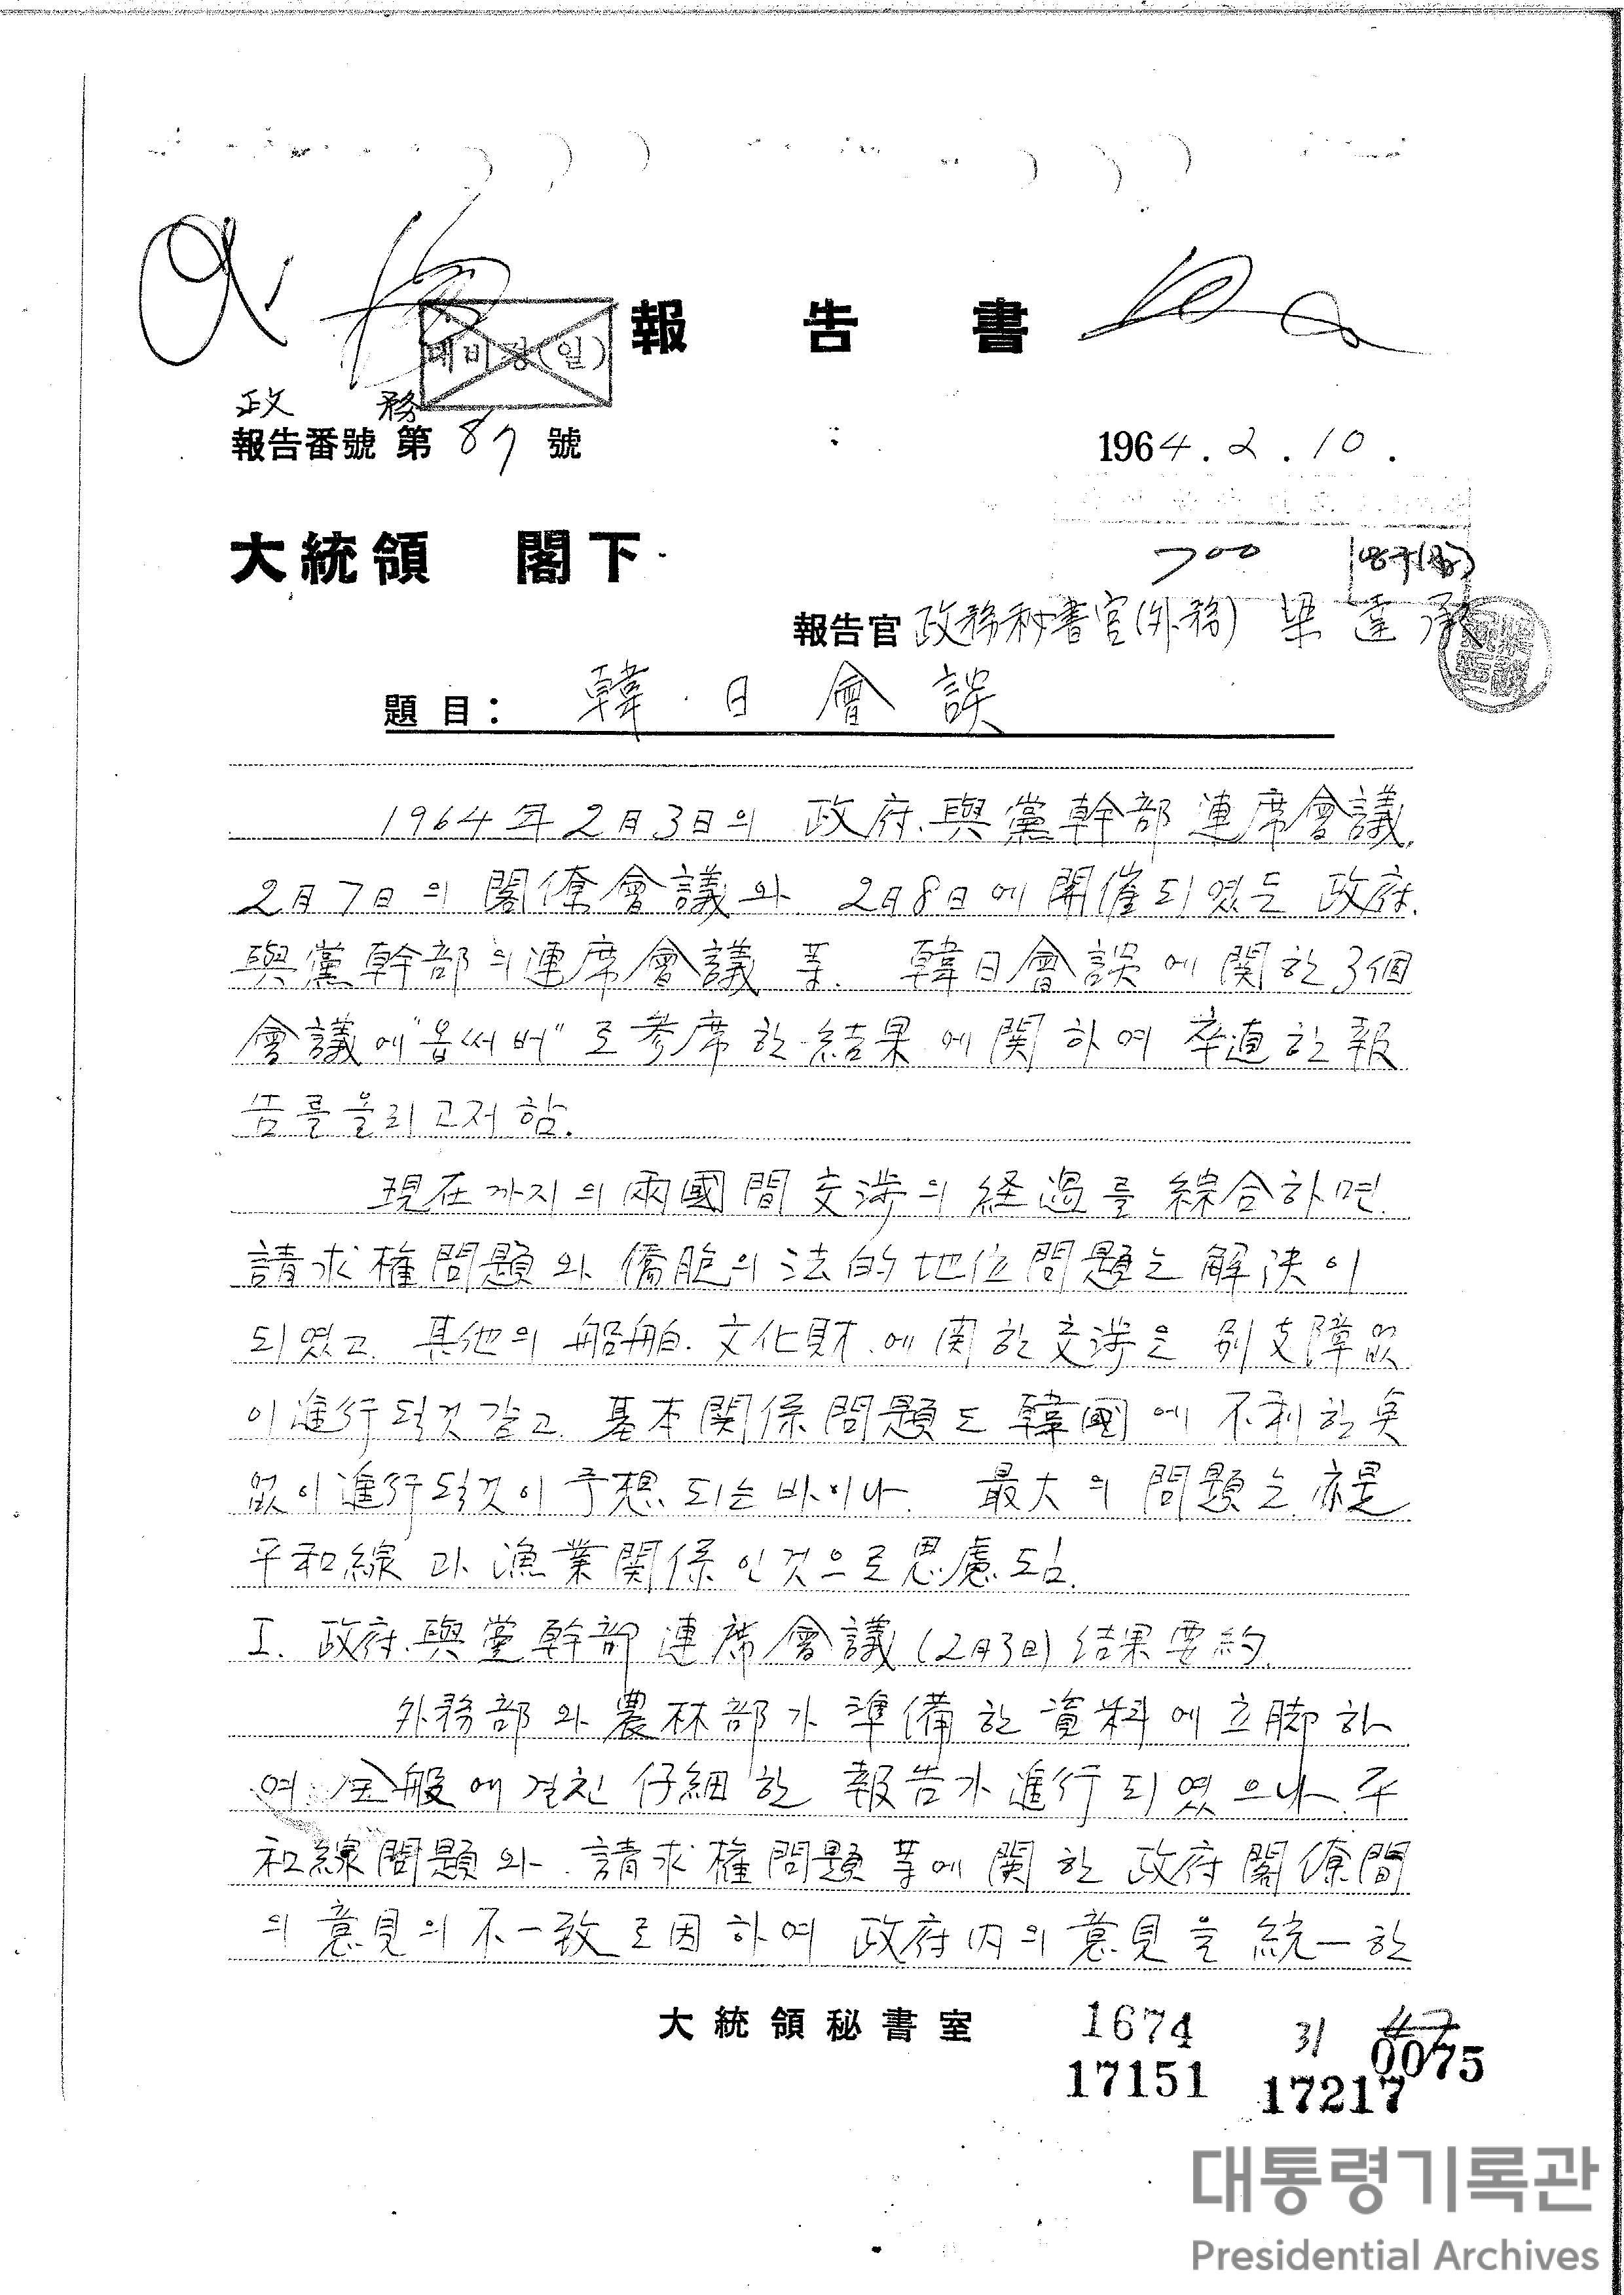 報告書
대비정(일)
政務
報告番號 第 87 號
1964. 2. 10.
大統領 閣下
700
報告官 政務秘書官(外務) 梁達承
題目: 韓·日會談
1964年2月3日의 政府.與黨幹部連席會議,
2月7日의 閣僚會議와 2月8日에 開催되였든 政府.
與黨幹部의 連席會議 等. 韓日會談에 関한 3個
會議에 "옵써버"로 参席한 結果에 関하여 率直한 報
告를 올리고저 함.
現在까지의 兩國間交渉의 経過를 綜合하면
請求権問題와 僑胞의 法的地位問題는 解決이
되였고. 其他의 船舶. 文化財.에 関한 交渉은 別支障없
이 進行될것 같고. 基本関係問題도 韓國에 不利한 点
없이 進行될것이 予想되는 바이나. 最大의 問題는 亦是
平和線과 漁業関係인것으로 思慮됨.
I. 政府.與党幹部連席會議(2月3日)結果要約.
外務部와 農林部가 準備한 資料에 立脚하
여 全般에 걸친 仔細한 報告가 進行되였으나. 平
和線問題와. 請求權問題等에 関한 政府閣僚間
의 意見의 不一致로 因하여 政府内의 意見을 統一한
大統領秘書室
1674
31 47
0075
17151
17217
대통령기록관
Presidential Archives